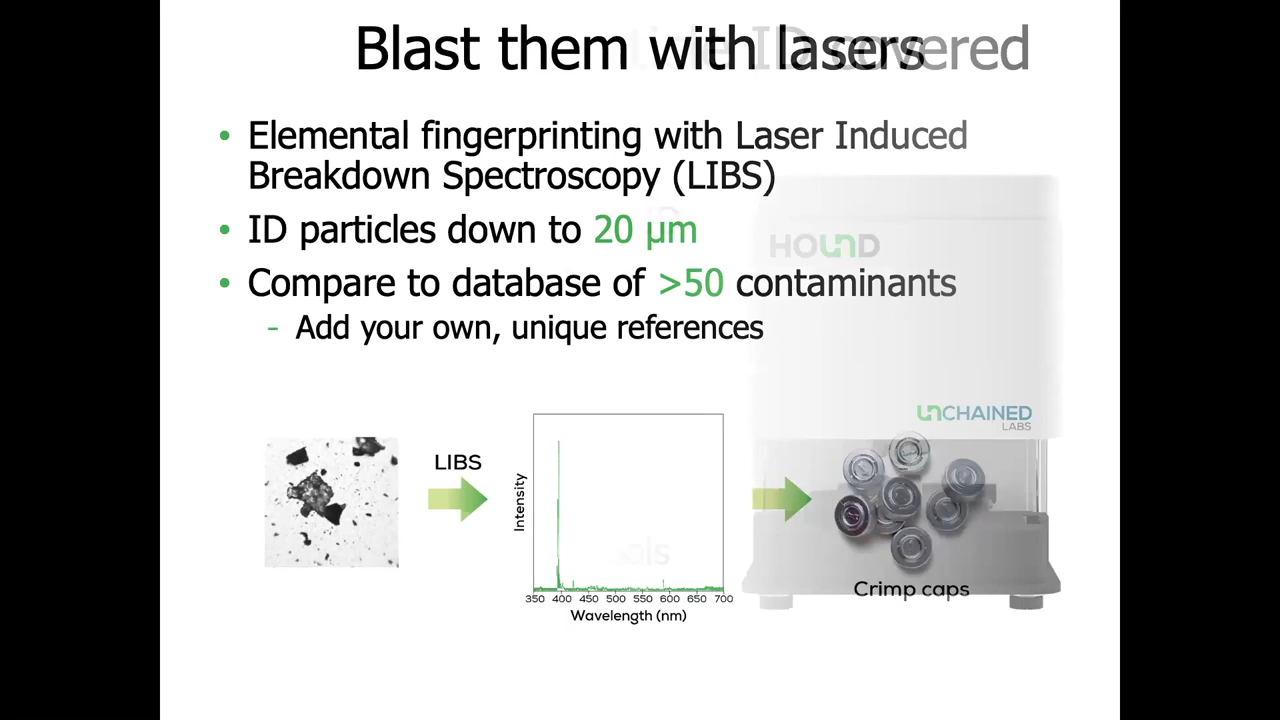 Blast them with lasers
ID covered
• Elemental fingerprinting with Laser Induced
Breakdown Spectroscopy (LIBS)
• ID particles down to 20 µm
• Compare to database of >50 contaminants
- Add your own, unique references
HOUND
UNCHAINED
LABS
LIBS
Intensity
350 400 450 500 550 600 650 700
Wavelength (nm)
Crimp caps